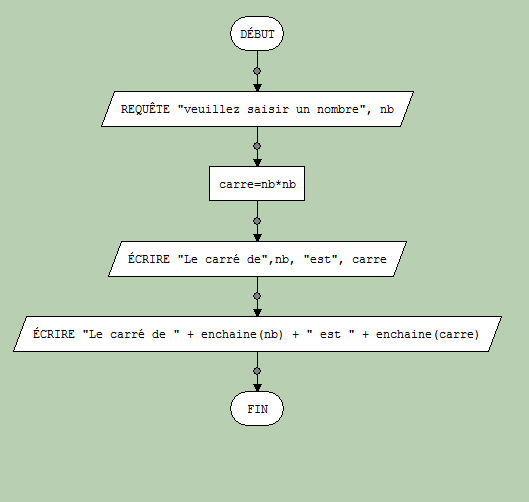 DÉBUT
REQUÊTE "veuillez saisir un nombre", nb
carre=nb*nb
ÉCRIRE "Le carré de",nb, "est", carre
ÉCRIRE "Le carré de " + enchaine(nb) + " est " + enchaine(carre)
FIN